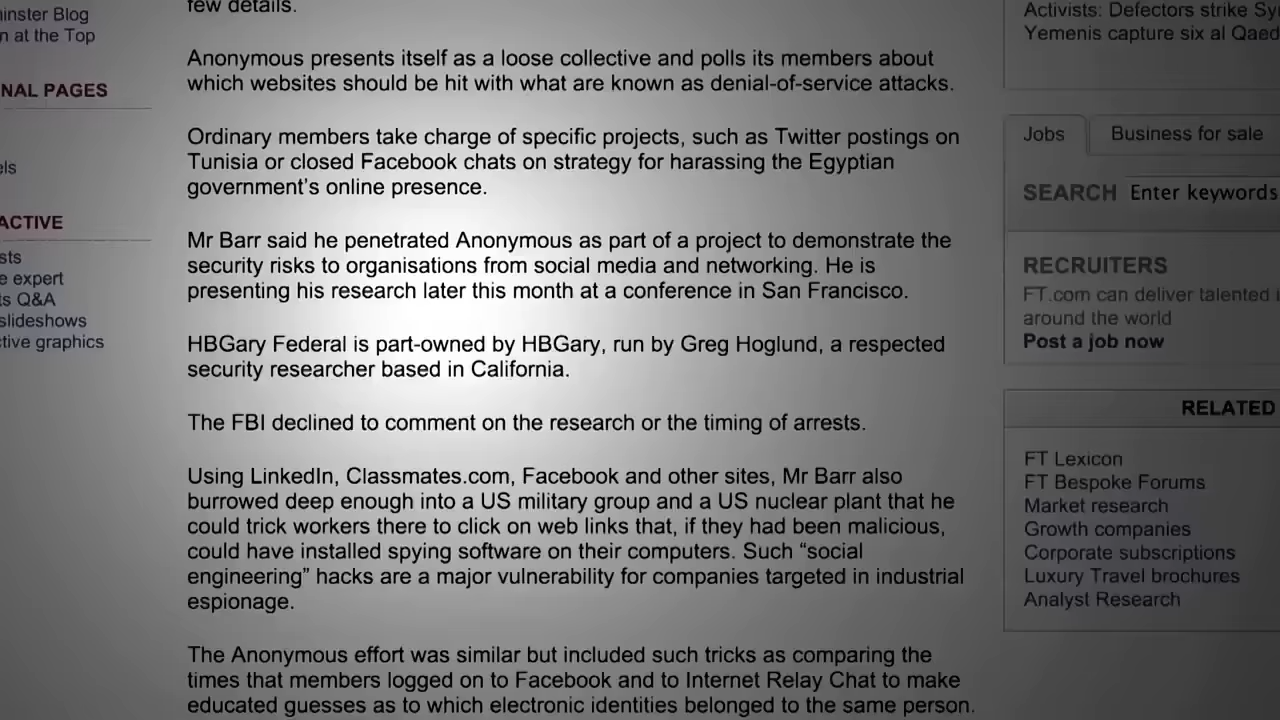 few details.
Anonymous presents itself as a loose collective and polls its members about
which websites should be hit with what are known as denial-of-service attacks.
Ordinary members take charge of specific projects, such as Twitter postings on
Tunisia or closed Facebook chats on strategy for harassing the Egyptian
government's online presence.
Mr Barr said he penetrated Anonymous as part of a project to demonstrate the
security risks to organisations from social media and networking. He is
presenting his research later this month at a conference in San Francisco.
HBGary Federal is part-owned by HBGary, run by Greg Hoglund, a respected
security researcher based in California.
The FBI declined to comment on the research or the timing of arrests.
Using LinkedIn, Classmates.com, Facebook and other sites, Mr Barr also
burrowed deep enough into a US military group and a US nuclear plant that he
could trick workers there to click on web links that, if they had been malicious,
could have installed spying software on their computers. Such “social
engineering” hacks are a major vulnerability for companies targeted in industrial
espionage.
The Anonymous effort was similar but included such tricks as comparing the
times that members logged on to Facebook and to Internet Relay Chat to make
educated guesses as to which electronic identities belonged to the same person.
inster Blog
n at the Top
NAL PAGES
els
ACTIVE
sts
e expert
ts Q&A
slideshows
ctive graphics
Activists: Defectors strike Sy
Yemenis capture six al Qaed
Jobs
Business for sale
SEARCH Enter keywords
RECRUITERS
FT.com can deliver talented
around the world
Post a job now
RELATED
FT Lexicon
FT Bespoke Forums
Market research
Growth companies
Corporate subscriptions
Luxury Travel brochures
Analyst Research